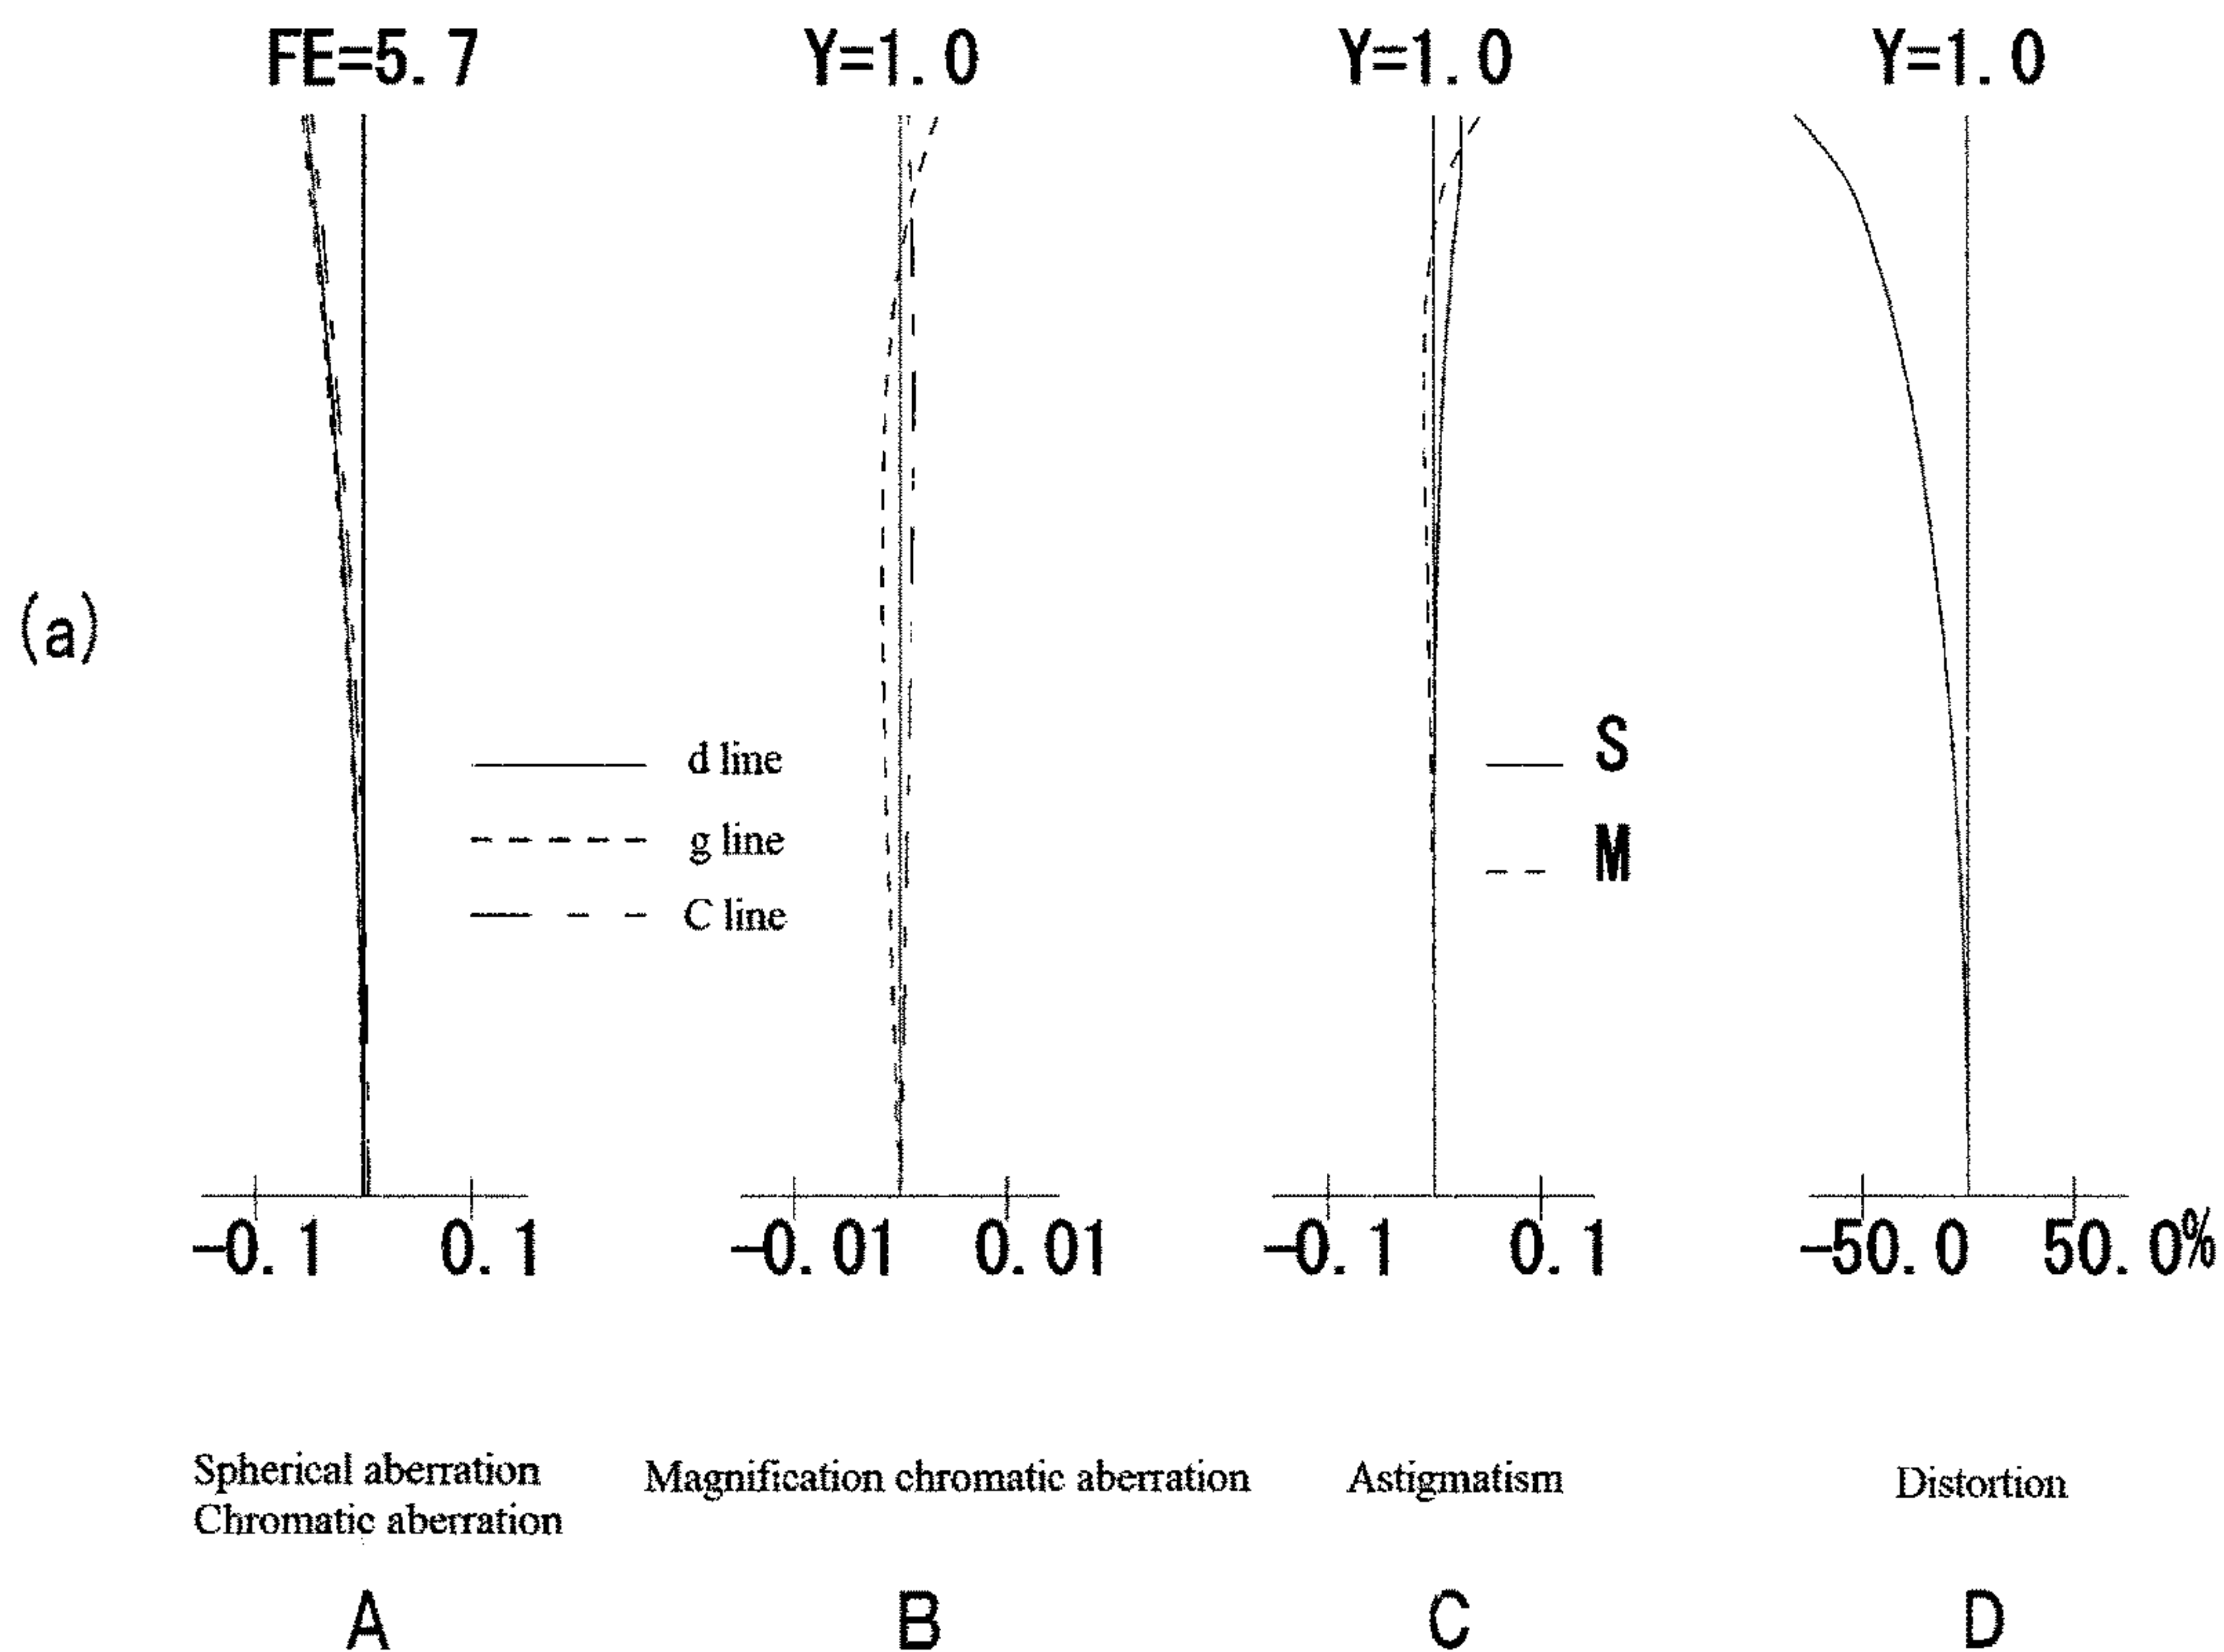 FE=5.7
Y=1.0
Y=1.0
Y=1.0
(a)
d line
g line
C line
S
M
-0.1 0.1
-0.01 0.01
-0.1 0.1
-50.0 50.0%
Spherical aberration
Chromatic aberration
Magnification chromatic aberration
Astigmatism
Distortion
A
B
C
D